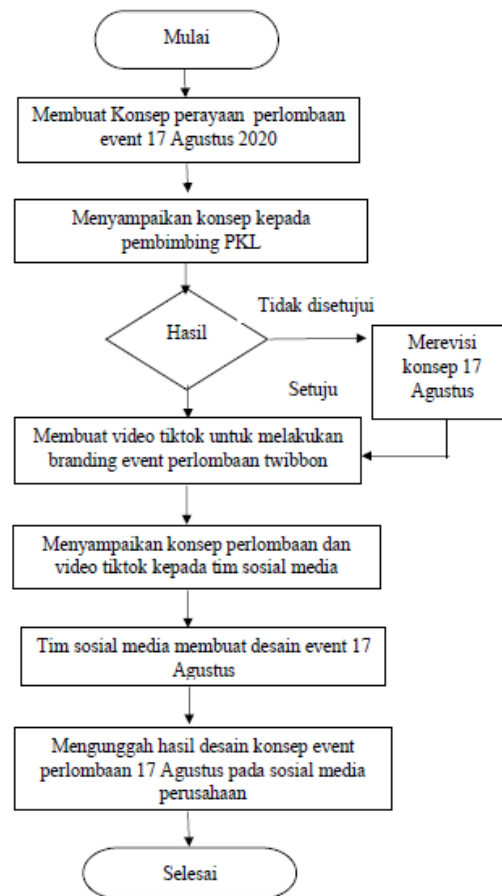 Mulai
Membuat Konsep perayaan perlombaan
event 17 Agustus 2020
Menyampaikan konsep kepada
pembimbing PKL
Tidak disetujui
Hasil
Merevisi
konsep 17
Agustus
Setuju
Membuat video tiktok untuk melakukan
branding event perlombaan twibbon
Menyampaikan konsep perlombaan dan
video tiktok kepada tim sosial media
Tim sosial media membuat desain event 17
Agustus
Mengunggah hasil desain konsep event
perlombaan 17 Agustus pada sosial media
perusahaan
Selesai